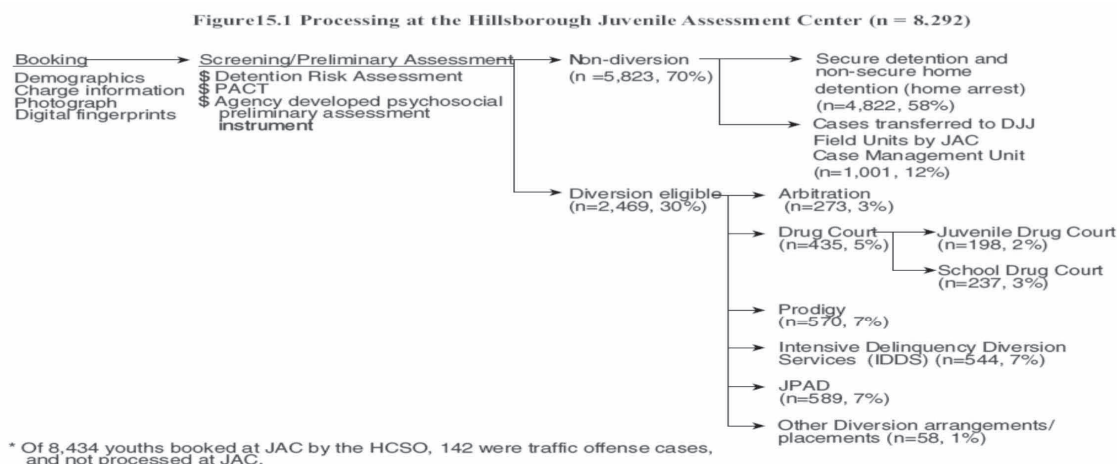 Figure15.1 Processing at the Hillsborough Juvenile Assessment Center (n = 8,292)
Booking
Demographics
Charge information
Photograph
Digital fingerprints
Screening/Preliminary Assessment
$ Detention Risk Assessment
$ PACT
$ Agency developed psychosocial
preliminary assessment
instrument
Non-diversion
(n =5,823, 70%)
Secure detention and
non-secure home
detention (home arrest)
(n=4,822, 58%)
Cases transferred to DJJ
Field Units by JAC
Case Management Unit
(n=1,001, 12%)
Diversion eligible
(n=2,469, 30%)
Arbitration
(n=273, 3%)
Drug Court
(n=435, 5%)
Juvenile Drug Court
(n=198, 2%)
School Drug Court
(n=237, 3%)
Prodigy
(n=570, 7%)
Intensive Delinquency Diversion
Services (IDDS) (n=544, 7%)
JPAD
(n=589, 7%)
Other Diversion arrangements/
placements (n=58, 1%)
* Of 8,434 youths booked at JAC by the HCSO, 142 were traffic offense cases,
and not processed at JAC.